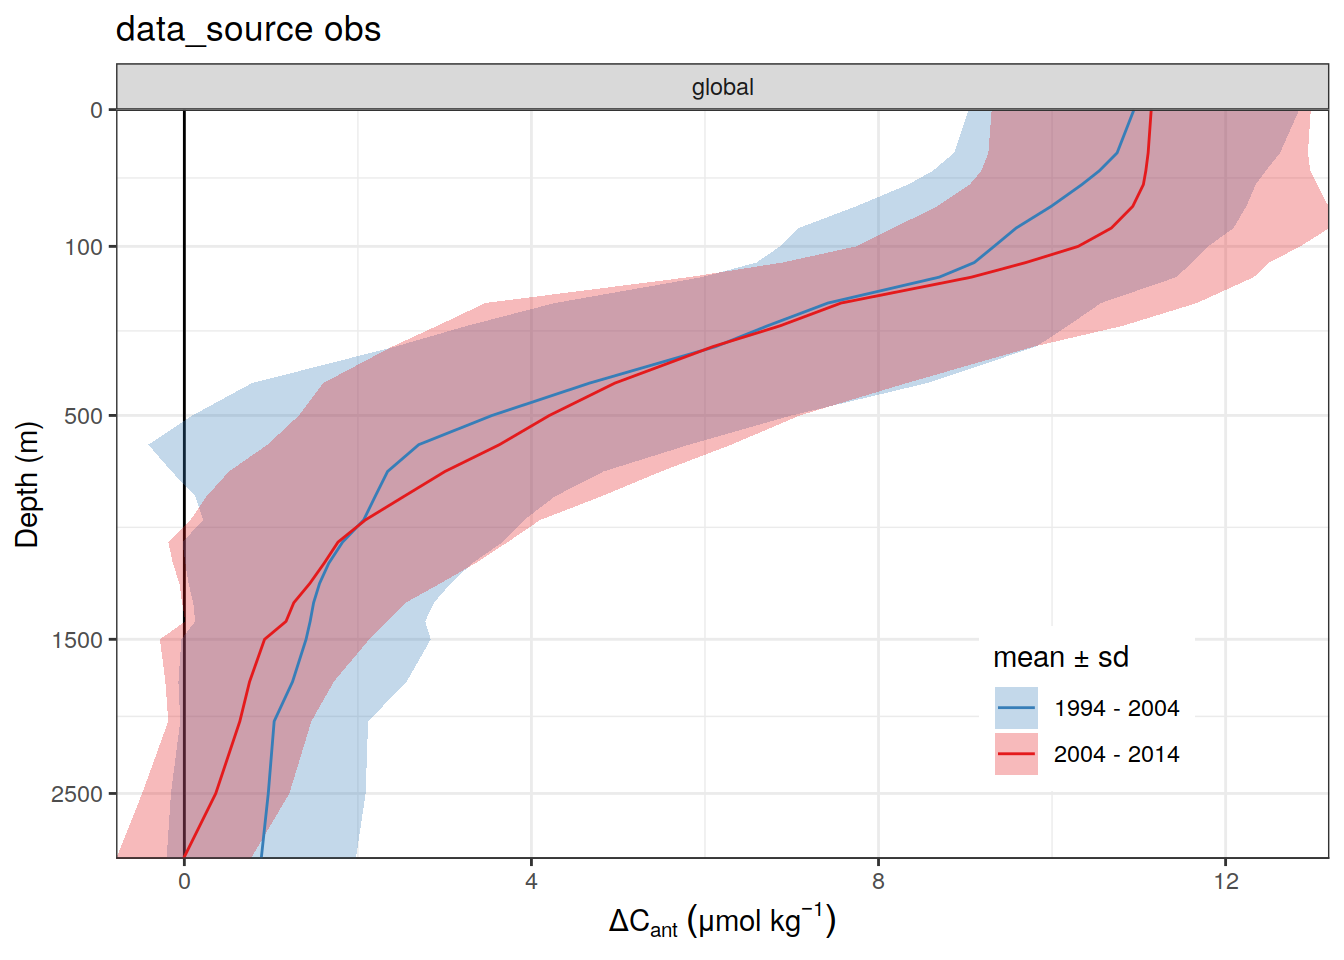 data_source obs
global
0
100
500
1500
2500
Depth (m)
mean ± sd
1994 - 2004
2004 - 2014
0 4 8 12
ΔCant (μmol kg−1)